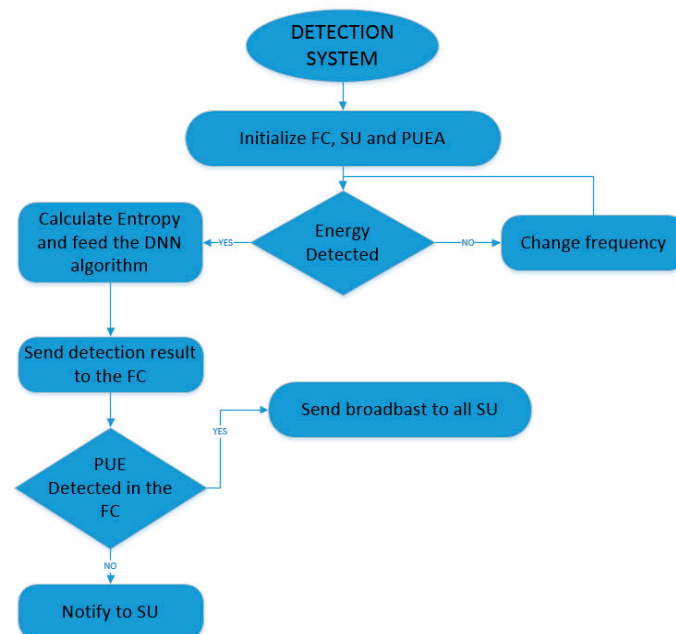 DETECTION
SYSTEM
Initialize FC, SU and PUEA
Energy
Detected
YES
NO
Change frequency
Calculate Entropy
and feed the DNN
algorithm
Send detection result
to the FC
PUE
Detected in the
FC
YES
Send broadbast to all SU
NO
Notify to SU